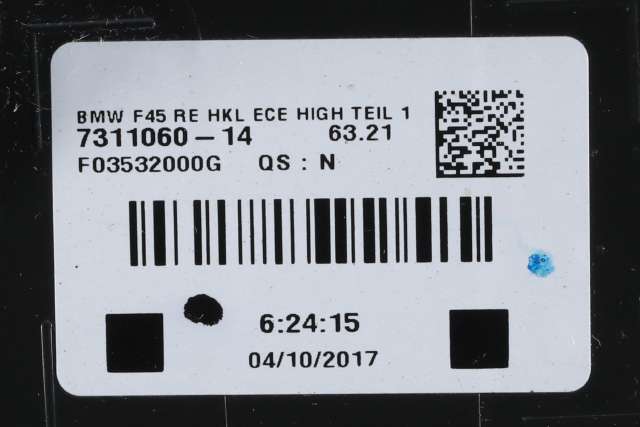 BMW F45 RE HKL ECE HIGH TEIL 1
7311060-14 63.21
F03532000G QS : N
6:24:15
04/10/2017